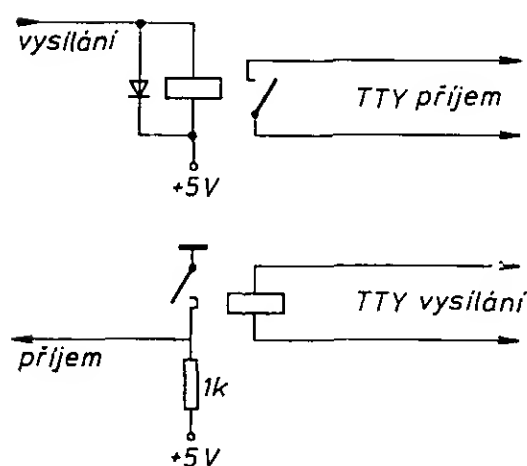 vysílání
TTY příjem
+5V
TTY vysílání
příjem
1k
+5V